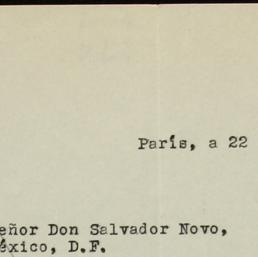 París, a 22
eñor Don Salvador Novo,
éxico, D.F.